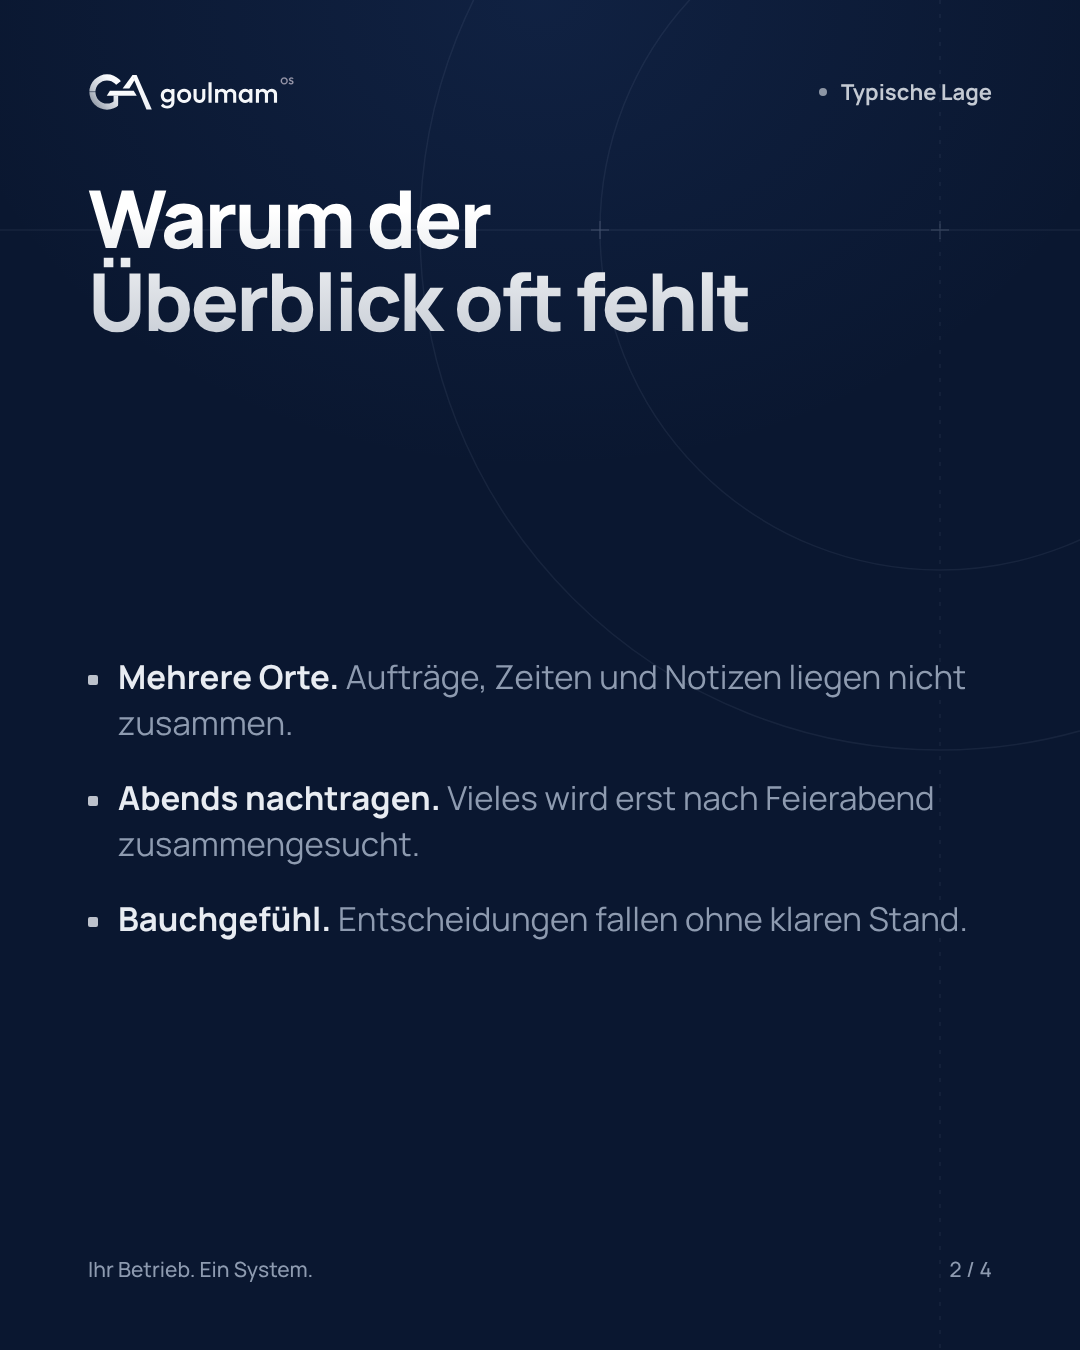 GA goulmam OS
Typische Lage
Warum der
Überblick oft fehlt
Mehrere Orte. Aufträge, Zeiten und Notizen liegen nicht
zusammen.
Abends nachtragen. Vieles wird erst nach Feierabend
zusammengesucht.
Bauchgefühl. Entscheidungen fallen ohne klaren Stand.
Ihr Betrieb. Ein System.
2 / 4